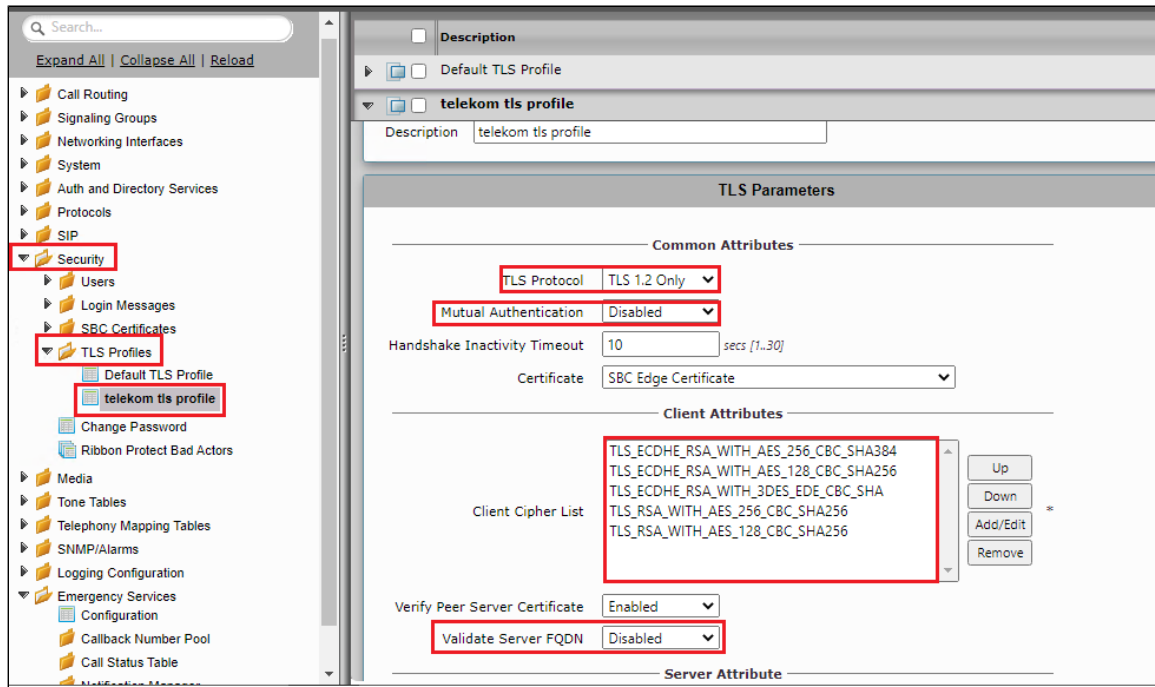 Search...
Expand All | Collapse All | Reload
Call Routing
Signaling Groups
Networking Interfaces
System
Auth and Directory Services
Protocols
SIP
Security
Users
Login Messages
SBC Certificates
TLS Profiles
Default TLS Profile
telekom tls profile
Change Password
Ribbon Protect Bad Actors
Media
Tone Tables
Telephony Mapping Tables
SNMP/Alarms
Logging Configuration
Emergency Services
Configuration
Callback Number Pool
Call Status Table
Notification Manager
Description
Default TLS Profile
telekom tls profile
Description telekom tls profile
TLS Parameters
Common Attributes
TLS Protocol TLS 1.2 Only
Mutual Authentication Disabled
Handshake Inactivity Timeout 10 secs [1..30]
Certificate SBC Edge Certificate
Client Attributes
TLS_ECDHE_RSA_WITH_AES_256_CBC_SHA384
TLS_ECDHE_RSA_WITH_AES_128_CBC_SHA256
TLS_ECDHE_RSA_WITH_3DES_EDE_CBC_SHA
TLS_RSA_WITH_AES_256_CBC_SHA256
TLS_RSA_WITH_AES_128_CBC_SHA256
Client Cipher List
Up
Down
Add/Edit
Remove
*
Verify Peer Server Certificate Enabled
Validate Server FQDN Disabled
Server Attribute